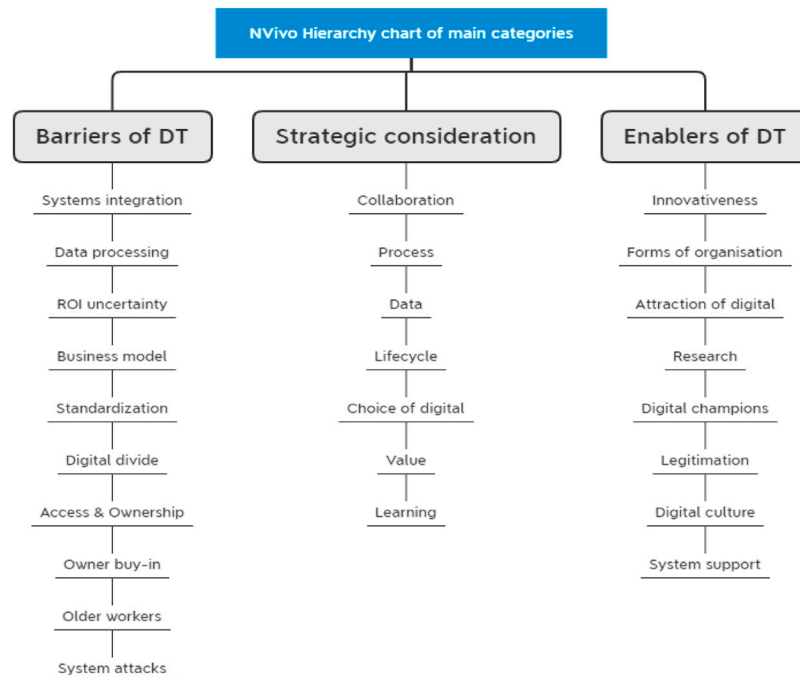 NVivo Hierarchy chart of main categories
Barriers of DT
Systems integration
Data processing
ROI uncertainty
Business model
Standardization
Digital divide
Access & Ownership
Owner buy-in
Older workers
System attacks
Strategic consideration
Collaboration
Process
Data
Lifecycle
Choice of digital
Value
Learning
Enablers of DT
Innovativeness
Forms of organisation
Attraction of digital
Research
Digital champions
Legitimation
Digital culture
System support